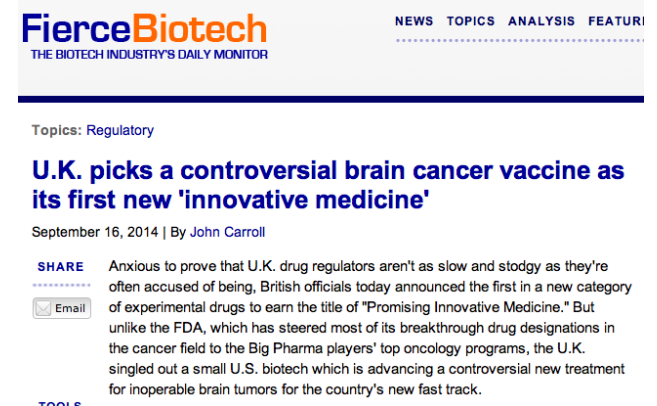 FierceBiotech
THE BIOTECH INDUSTRY'S DAILY MONITOR
NEWS TOPICS ANALYSIS FEATUR
Topics: Regulatory
U.K. picks a controversial brain cancer vaccine as
its first new 'innovative medicine'
September 16, 2014 | By John Carroll
SHARE
Email
Anxious to prove that U.K. drug regulators aren't as slow and stodgy as they're
often accused of being, British officials today announced the first in a new category
of experimental drugs to earn the title of "Promising Innovative Medicine." But
unlike the FDA, which has steered most of its breakthrough drug designations in
the cancer field to the Big Pharma players' top oncology programs, the U.K.
singled out a small U.S. biotech which is advancing a controversial new treatment
for inoperable brain tumors for the country's new fast track.
TOOLS